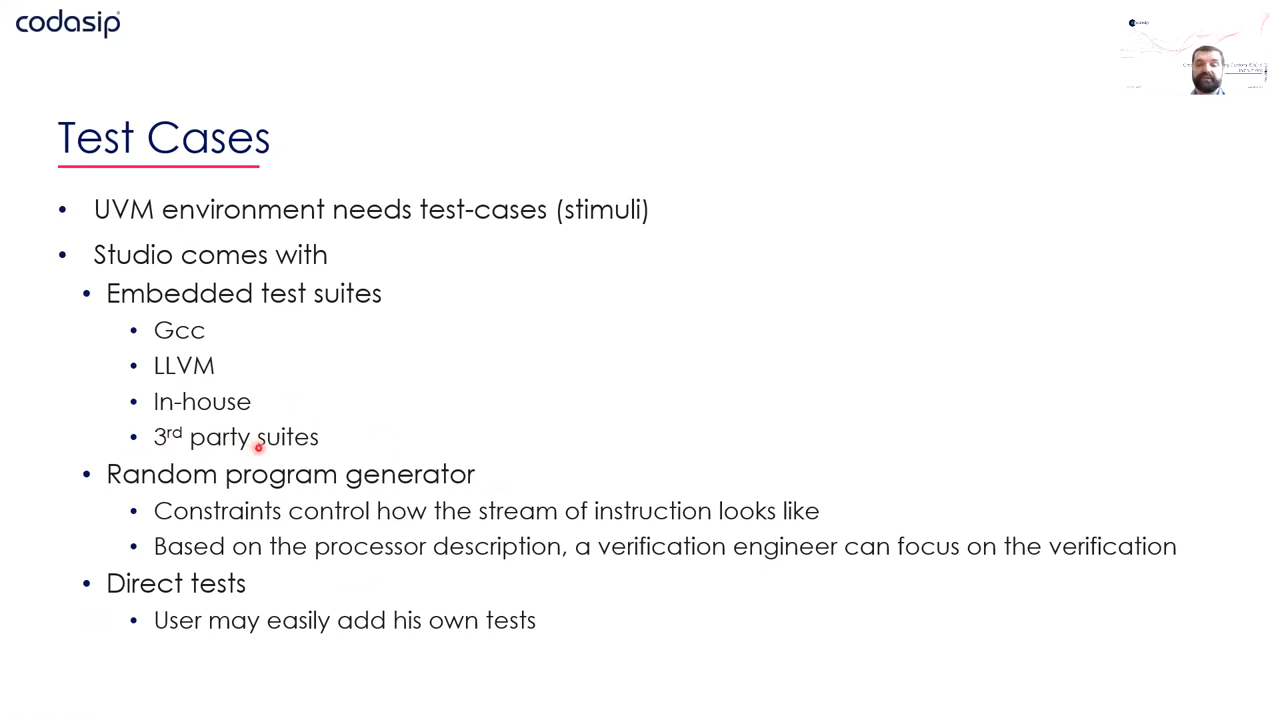 codasip
Test Cases
• UVM environment needs test-cases (stimuli)
• Studio comes with
• Embedded test suites
• Gcc
• LLVM
• In-house
• 3rd party suites
• Random program generator
• Constraints control how the stream of instruction looks like
• Based on the processor description, a verification engineer can focus on the verification
• Direct tests
• User may easily add his own tests